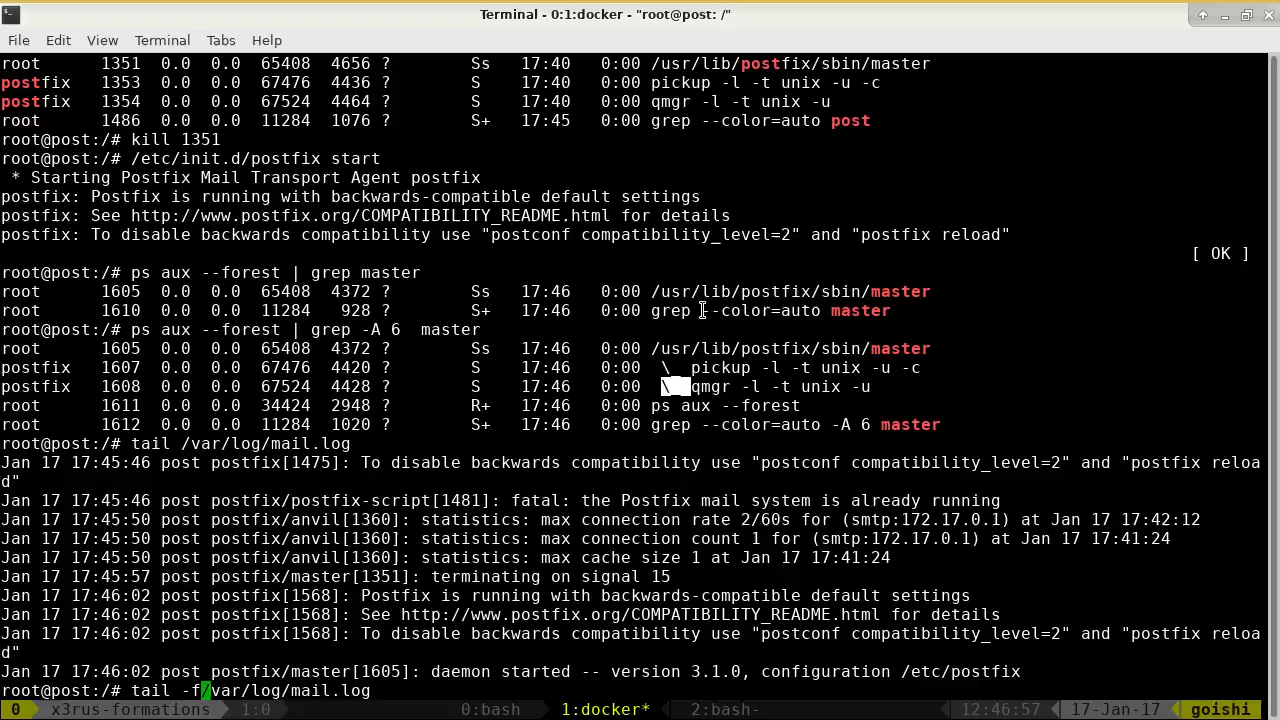 Terminal - 0:1:docker - "root@post: /"
File Edit View Terminal Tabs Help
root 1351 0.0 0.0 65408 4656 ? Ss 17:40 0:00 /usr/lib/postfix/sbin/master
postfix 1353 0.0 0.0 67476 4436 ? S 17:40 0:00 pickup -l -t unix -u -c
postfix 1354 0.0 0.0 67524 4464 ? S 17:40 0:00 qmgr -l -t unix -u
root 1486 0.0 0.0 11284 1076 ? S+ 17:45 0:00 grep --color=auto post
root@post:/# kill 1351
root@post:/# /etc/init.d/postfix start
* Starting Postfix Mail Transport Agent postfix
postfix: Postfix is running with backwards-compatible default settings
postfix: See http://www.postfix.org/COMPATIBILITY_README.html for details
postfix: To disable backwards compatibility use "postconf compatibility_level=2" and "postfix reload"
[ OK ]
root@post:/# ps aux --forest | grep master
root 1605 0.0 0.0 65408 4372 ? Ss 17:46 0:00 /usr/lib/postfix/sbin/master
root 1610 0.0 0.0 11284 928 ? S+ 17:46 0:00 grep --color=auto master
root@post:/# ps aux --forest | grep -A 6  master
root 1605 0.0 0.0 65408 4372 ? Ss 17:46 0:00 /usr/lib/postfix/sbin/master
postfix 1607 0.0 0.0 67476 4420 ? S 17:46 0:00 \_ pickup -l -t unix -u -c
postfix 1608 0.0 0.0 67524 4428 ? S 17:46 0:00 \_ qmgr -l -t unix -u
root 1611 0.0 0.0 34424 2948 ? R+ 17:46 0:00 ps aux --forest
root 1612 0.0 0.0 11284 1020 ? S+ 17:46 0:00 grep --color=auto -A 6 master
root@post:/# tail /var/log/mail.log
Jan 17 17:45:46 post postfix[1475]: To disable backwards compatibility use "postconf compatibility_level=2" and "postfix reloa
d"
Jan 17 17:45:46 post postfix/postfix-script[1481]: fatal: the Postfix mail system is already running
Jan 17 17:45:50 post postfix/anvil[1360]: statistics: max connection rate 2/60s for (smtp:172.17.0.1) at Jan 17 17:42:12
Jan 17 17:45:50 post postfix/anvil[1360]: statistics: max connection count 1 for (smtp:172.17.0.1) at Jan 17 17:41:24
Jan 17 17:45:50 post postfix/anvil[1360]: statistics: max cache size 1 at Jan 17 17:41:24
Jan 17 17:45:57 post postfix/master[1351]: terminating on signal 15
Jan 17 17:46:02 post postfix[1568]: Postfix is running with backwards-compatible default settings
Jan 17 17:46:02 post postfix[1568]: See http://www.postfix.org/COMPATIBILITY_README.html for details
Jan 17 17:46:02 post postfix[1568]: To disable backwards compatibility use "postconf compatibility_level=2" and "postfix reloa
d"
Jan 17 17:46:02 post postfix/master[1605]: daemon started -- version 3.1.0, configuration /etc/postfix
root@post:/# tail -f/var/log/mail.log
0 x3rus-formations 1:0 0:bash 1:docker* 2:bash- 12:46:57 17-Jan-17 goishi